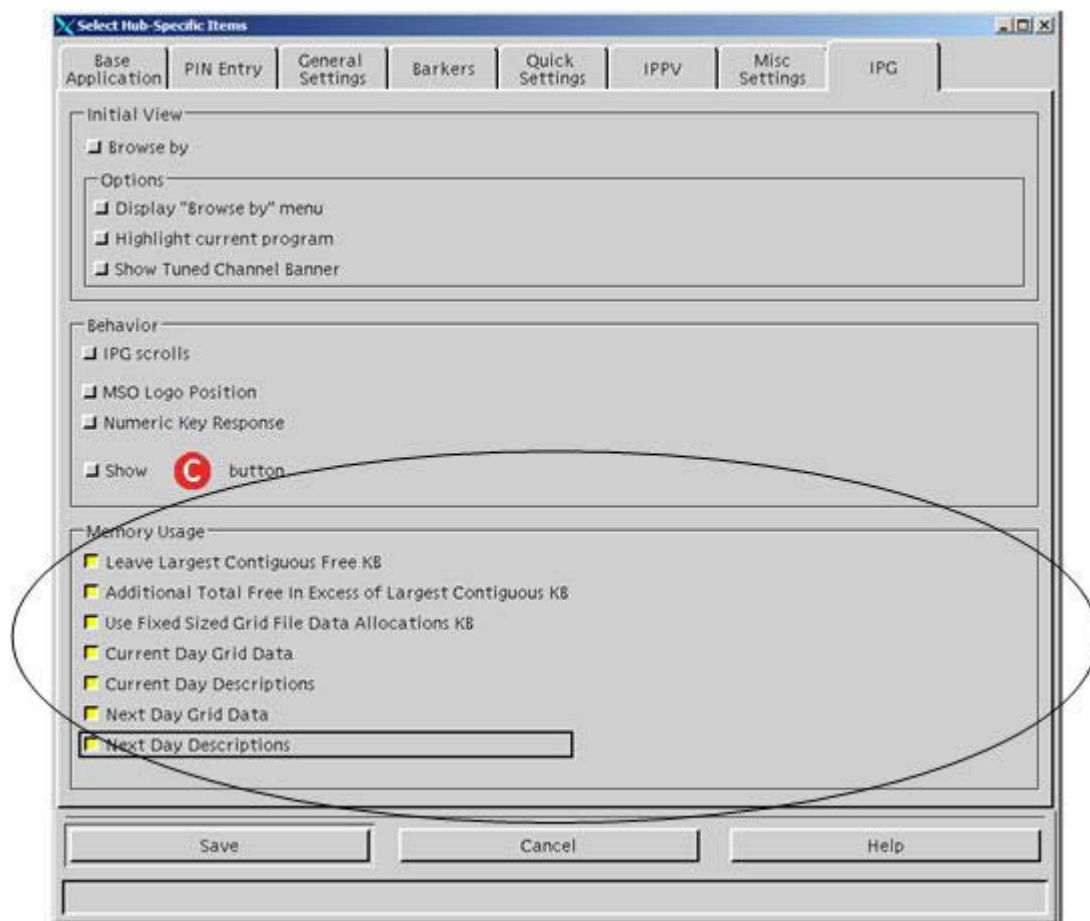 Select Hub-Specific Items
Base Application
PIN Entry
General Settings
Barkers
Quick Settings
IPPV
Misc Settings
IPG
Initial View
Browse by
Options
Display "Browse by" menu
Highlight current program
Show Tuned Channel Banner
Behavior
IPG scrolls
MSO Logo Position
Numeric Key Response
Show C button
Memory Usage
Leave Largest Contiguous Free KB
Additional Total Free In Excess of Largest Contiguous KB
Use Fixed Sized Grid File Data Allocations KB
Current Day Grid Data
Current Day Descriptions
Next Day Grid Data
Next Day Descriptions
Save Cancel Help